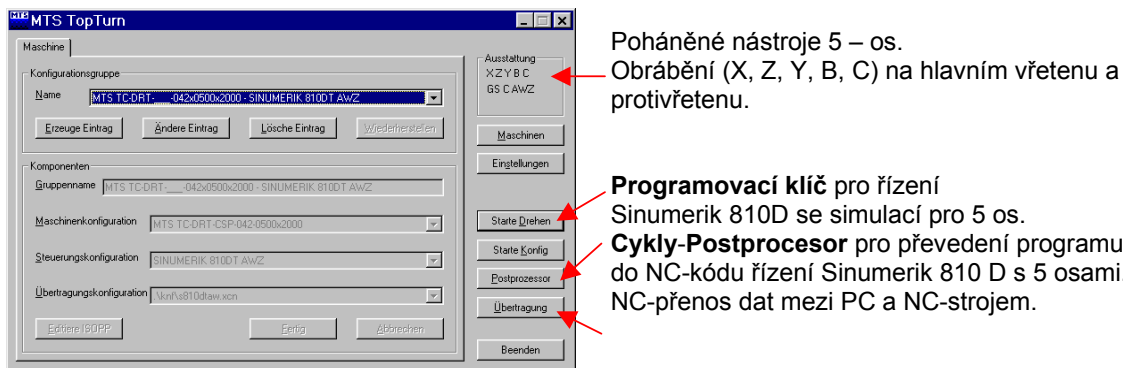 MTS MTS TopTurn
Maschine
Konfigurationsgruppe
Name MTS TC-DRT-___-042x0500x2000 - SINUMERIK 810DT AWZ
Erzeuge Eintrag Ändere Eintrag Lösche Eintrag Wiederherstellen
Komponenten
Gruppenname MTS TC-DRT-___-042x0500x2000 - SINUMERIK 810DT AWZ
Maschinenkonfiguration MTS TC-DRT-CSP-042-0500x2000
Steuerungskonfiguration SINUMERIK 810DT AWZ
Übertragungskonfiguration .\knf\s810dtaw.xcn
Editiere ISOPP Fertig Abbrechen
Ausstattung
X Z Y B C
GS C AWZ
Maschinen
Einstellungen
Starte Drehen
Starte Konfig
Postprozessor
Übertragung
Beenden
Poháněné nástroje 5 – os.
Obrábění (X, Z, Y, B, C) na hlavním vřetenu a
protivřetenu.
Programovací klíč pro řízení
Sinumerik 810D se simulací pro 5 os.
Cykly-Postprocesor pro převedení programu
do NC-kódu řízení Sinumerik 810 D s 5 osami.
NC-přenos dat mezi PC a NC-strojem.